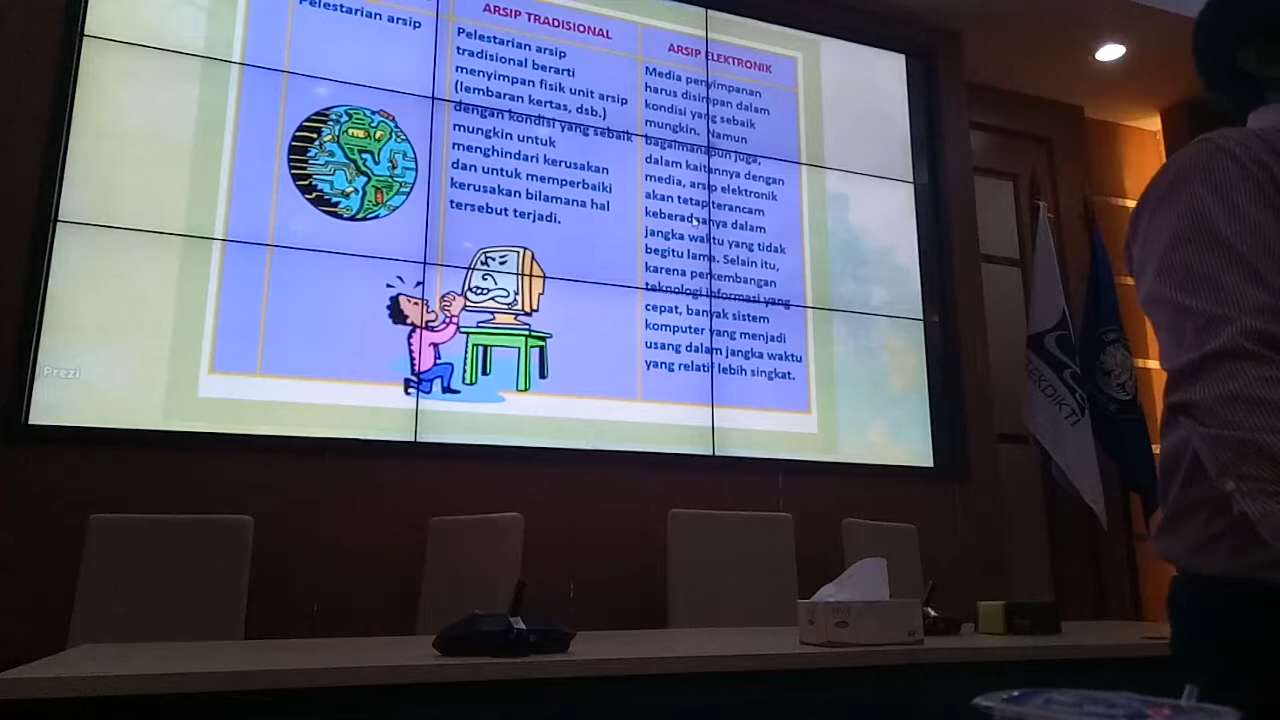 Pelestarian arsip
ARSIP TRADISIONAL
Pelestarian arsip
tradisional berarti
menyimpan fisik unit arsip
(lembaran kertas, dsb.)
dengan kondisi yang sebaik
mungkin untuk
menghindari kerusakan
dan untuk memperbaiki
kerusakan bilamana hal
tersebut terjadi.
ARSIP ELEKTRONIK
Media penyimpanan
harus disimpan dalam
kondisi yang sebaik
mungkin. Namun
bagaimanapun juga,
dalam kaitannya dengan
media, arsip elektronik
akan tetap terancam
keberadaanya dalam
jangka waktu yang tidak
begitu lama. Selain itu,
karena perkembangan
teknologi informasi yang
cepat, banyak sistem
komputer yang menjadi
usang dalam jangka waktu
yang relatif lebih singkat.
Prezi